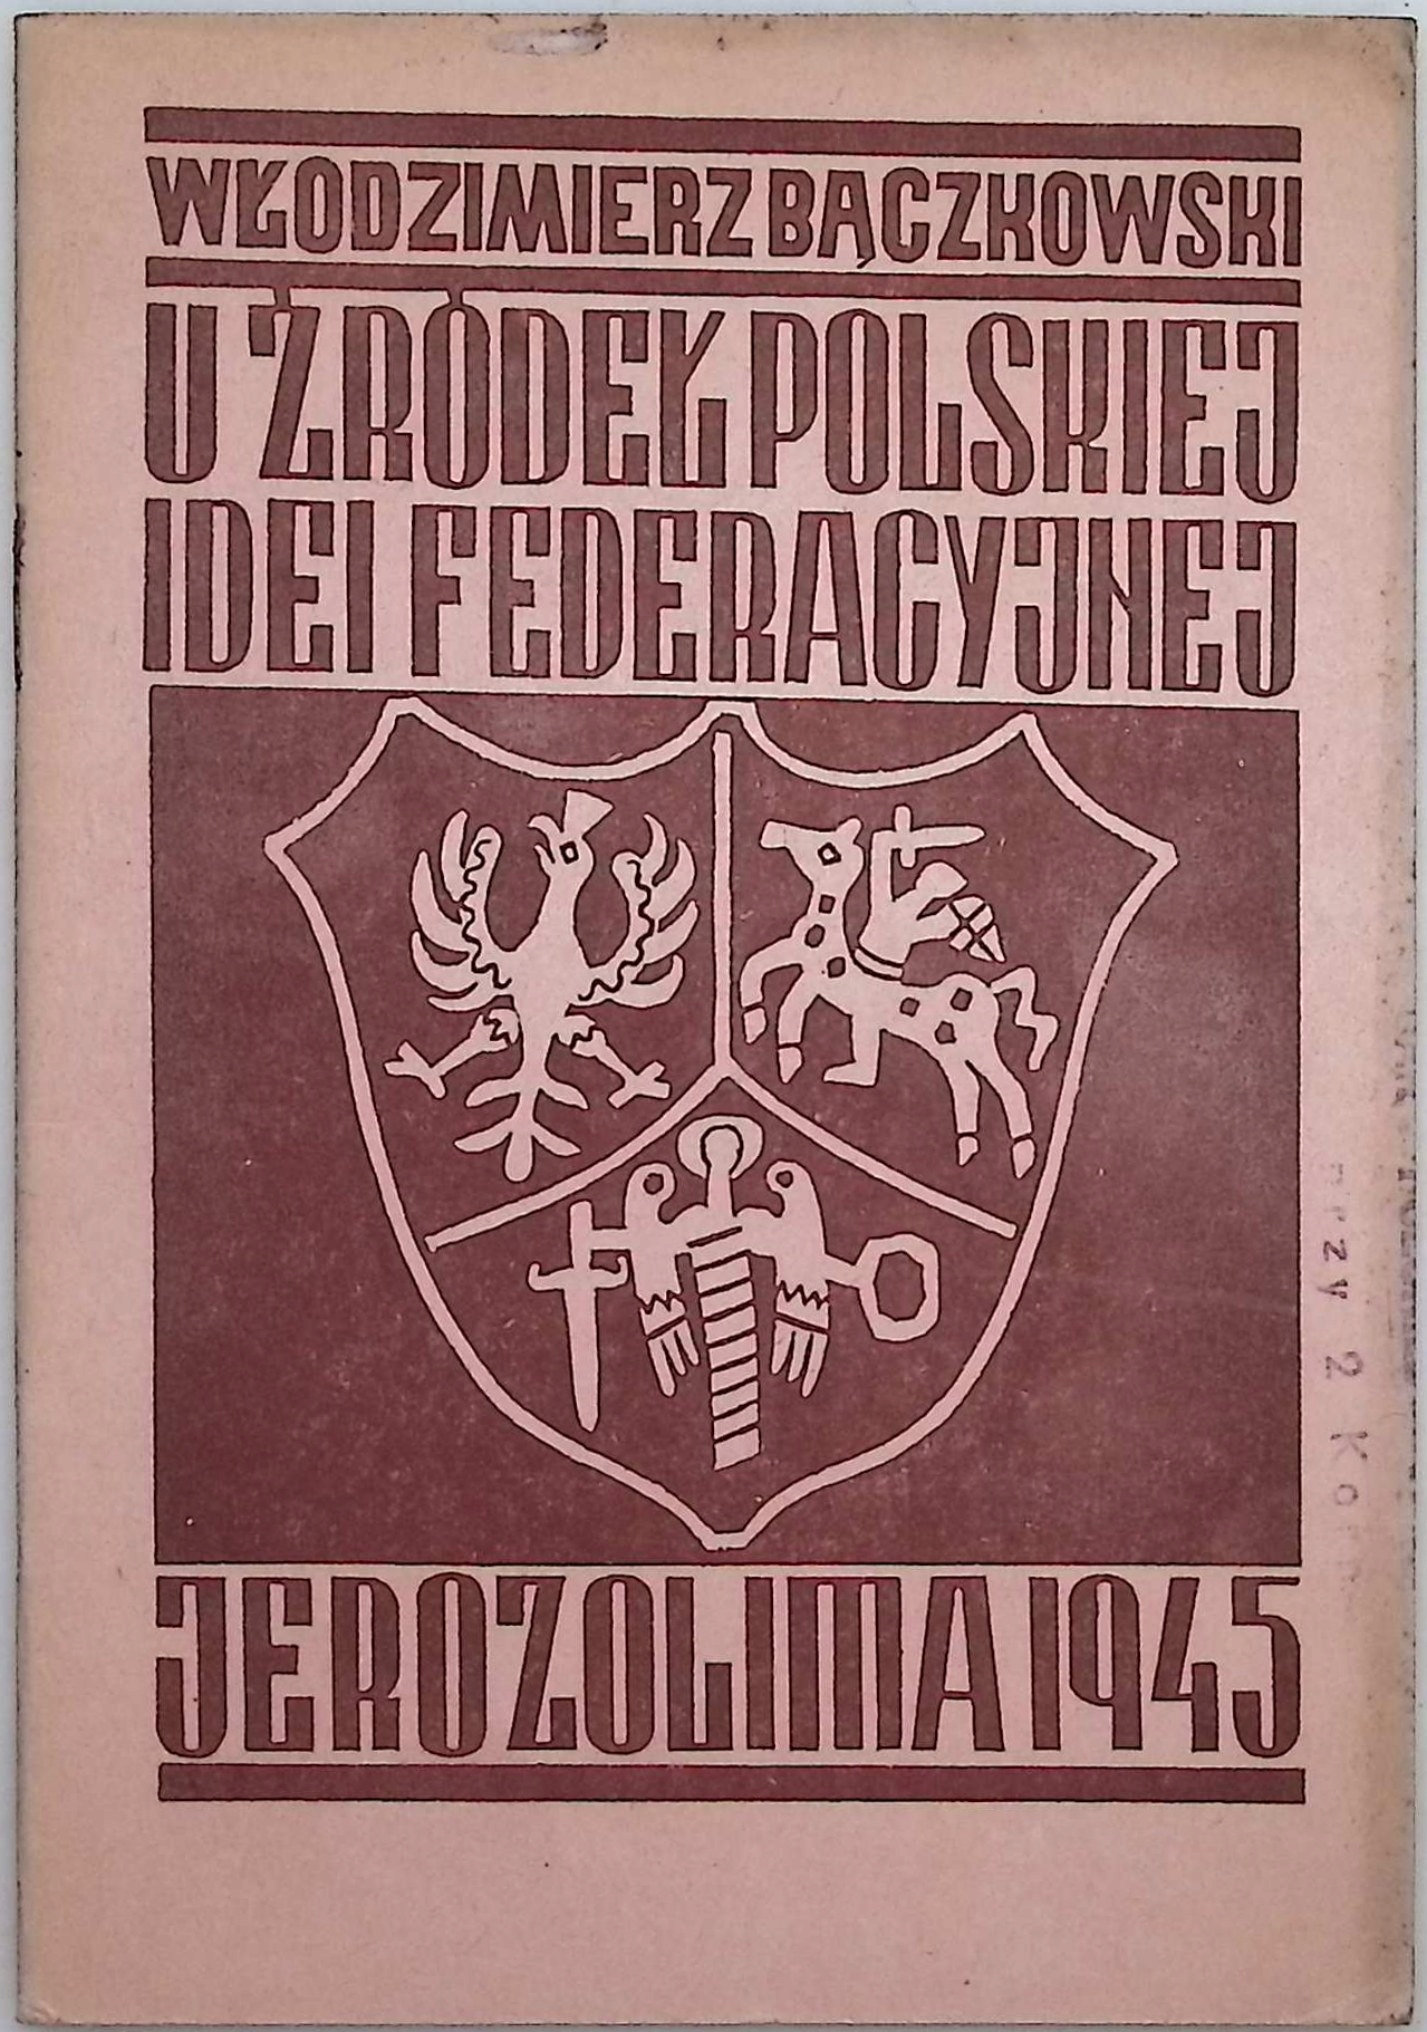 WŁODZIMIERZ BĄCZKOWSKI
U ŹRÓDEŁ POLSKIEJ
IDEI FEDERACYJNEJ
JEROZOLIMA 1945